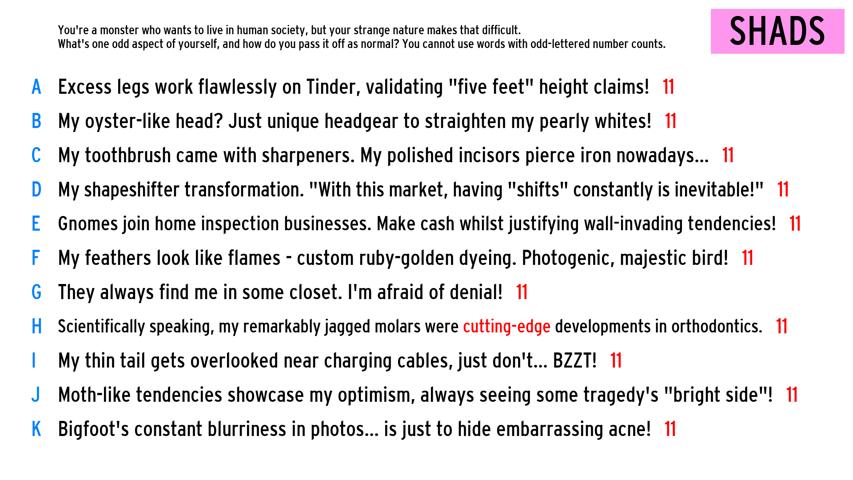 You're a monster who wants to live in human society, but your strange nature makes that difficult.
What's one odd aspect of yourself, and how do you pass it off as normal? You cannot use words with odd-lettered number counts.
SHADS
A Excess legs work flawlessly on Tinder, validating "five feet" height claims! 11
B My oyster-like head? Just unique headgear to straighten my pearly whites! 11
C My toothbrush came with sharpeners. My polished incisors pierce iron nowadays... 11
D My shapeshifter transformation. "With this market, having "shifts" constantly is inevitable!" 11
E Gnomes join home inspection businesses. Make cash whilst justifying wall-invading tendencies! 11
F My feathers look like flames - custom ruby-golden dyeing. Photogenic, majestic bird! 11
G They always find me in some closet. I'm afraid of denial! 11
H Scientifically speaking, my remarkably jagged molars were cutting-edge developments in orthodontics. 11
I My thin tail gets overlooked near charging cables, just don't... BZZT! 11
J Moth-like tendencies showcase my optimism, always seeing some tragedy's "bright side"! 11
K Bigfoot's constant blurriness in photos... is just to hide embarrassing acne! 11